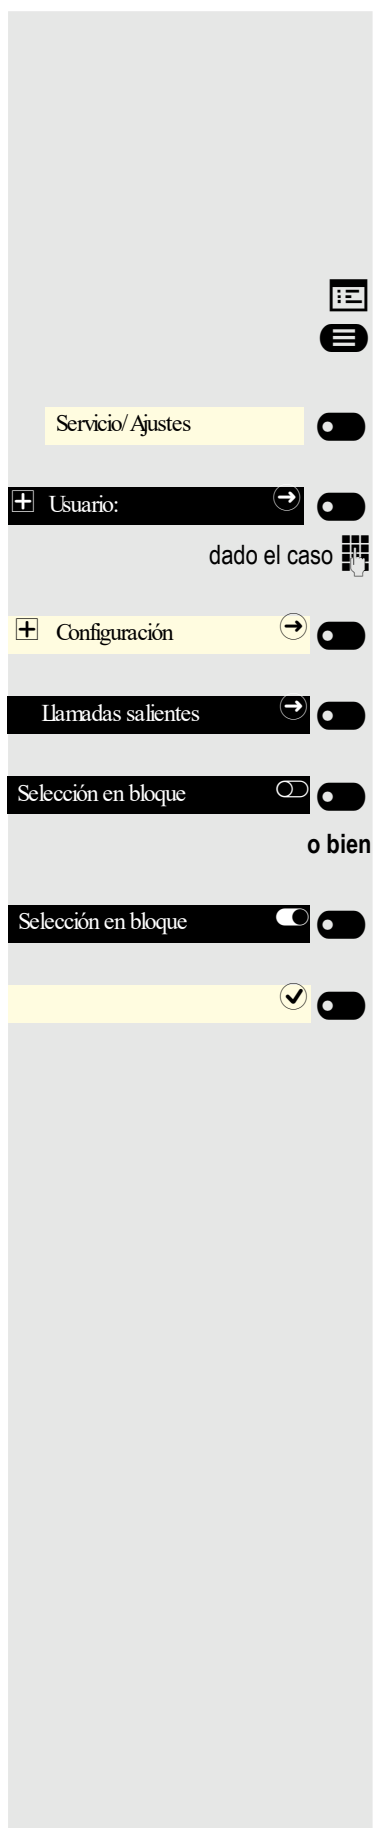 Servicio/Ajustes
Usuario:
dado el caso
Configuración
Llamadas salientes
Selección en bloque
o bien
Selección en bloque